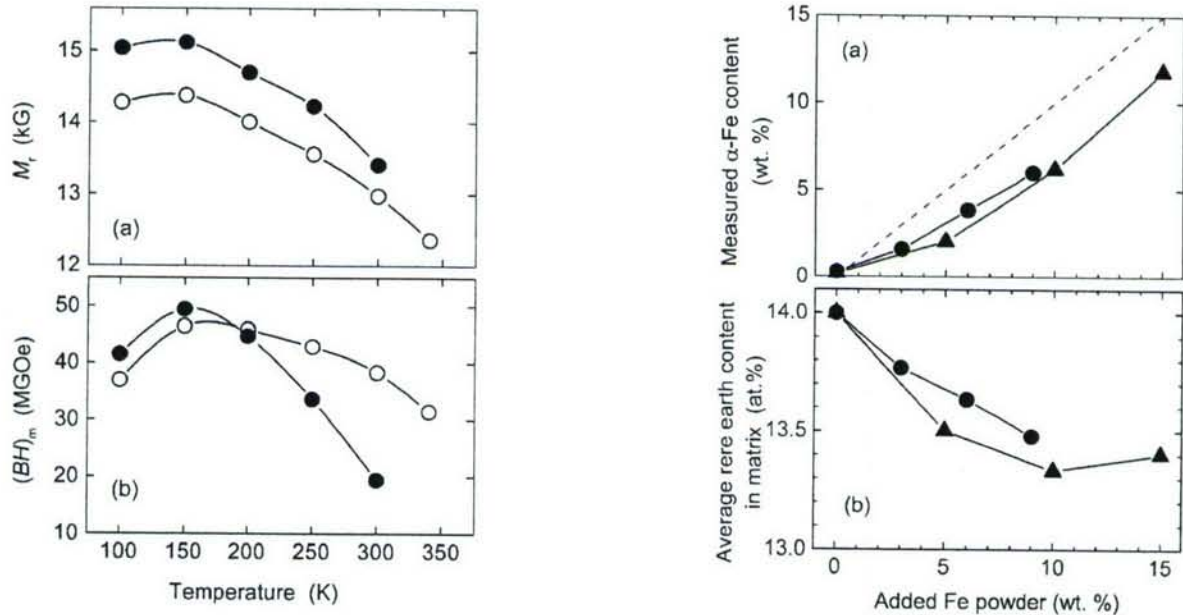 15
14
13
12
M_r (kG)
(a)
50
40
30
20
10
(BH)_m (MGOe)
(b)
100 150 200 250 300 350
Temperature (K)
15
10
5
0
Measured α-Fe content
(wt. %)
(a)
14.0
13.5
13.0
Average rere earth content
in matrix (at.%)
(b)
0 5 10 15
Added Fe powder (wt. %)